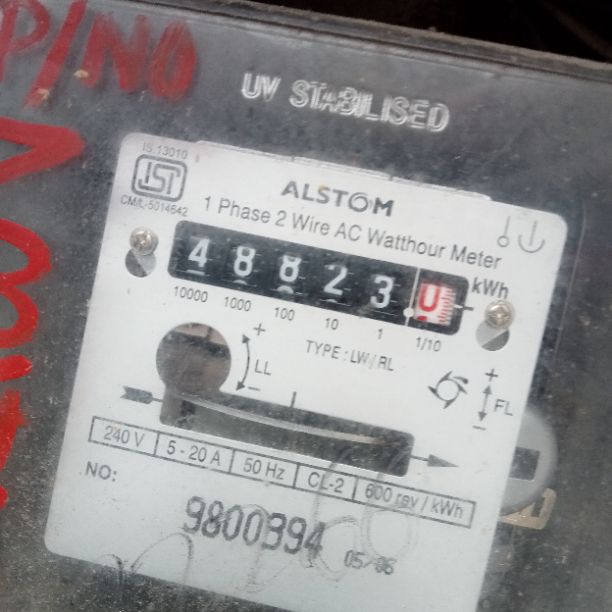 P/NO
UV STABILISED
IS 13010
CM/L-5014642
ALSTOM
1 Phase 2 Wire AC Watthour Meter
4 8 8 2 3
kWh
10000 1000 100 10 1 1/10
TYPE : LW/RL
+ + 
LL FL
- -
240 V 5 - 20 A 50 Hz CL-2 600 rev / kWh
NO:
9800394
05/06